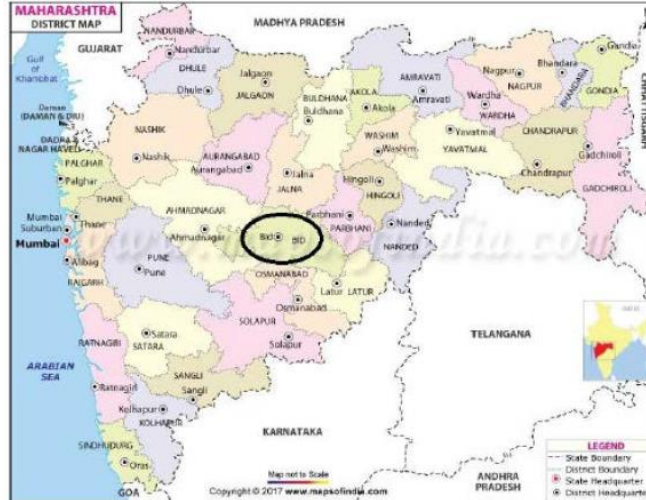 MAHARASHTRA
DISTRICT MAP
MADHYA PRADESH
GUJARAT
Gulf
of
Khambhat
NANDURBAR
Nandurbar
DHULE
Dhule
Jalgaon
JALGAON
BULDHANA
Buldhana
AKOLA
Akola
AMRAVATI
Amravati
Nagpur
NAGPUR
Wardha
WARDHA
Bhandara
BHANDARA
Gondia
GONDIA
Daman
(DAMAN & DIU)
DADRA &
NAGAR HAVELI
NASHIK
Nashik
AURANGABAD
Aurangabad
Jalna
JALNA
WASHIM
Washim
Yavatmal
YAVATMAL
CHANDRAPUR
Chandrapur
Gadchiroli
GADCHIROLI
PALGHAR
Palghar
THANE
Thane
Mumbai
Suburban
Mumbai
Alibag
RAIGARH
AHMADNAGAR
Ahmadnagar
Hingoli
HINGOLI
Parbhani
PARBHANI
Nanded
NANDED
Bid
BID
PUNE
Pune
OSMANABAD
Osmanabad
Latur
LATUR
SOLAPUR
Solapur
Satara
SATARA
RATNAGIRI
Ratnagiri
SANGLI
Sangli
Kolhapur
KOLHAPUR
SINDHUDURG
Oras
GOA
ARABIAN
SEA
KARNATAKA
TELANGANA
ANDHRA
PRADESH
LEGEND
State Boundary
District Boundary
State Headquarter
District Headquarte
Map not to Scale
Copyright © 2017 www.mapsofindia.com